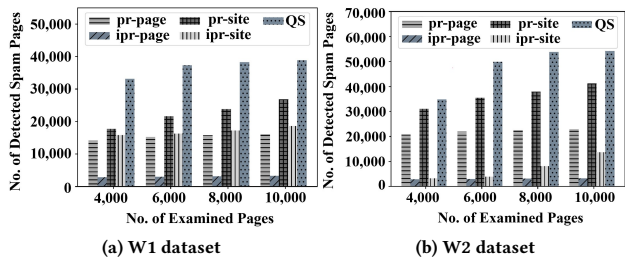 No. of Detected Spam Pages
50,000
40,000
30,000
20,000
10,000
0
pr-page pr-site QS
ipr-page ipr-site
4,000 6,000 8,000 10,000
No. of Examined Pages
(a) W1 dataset
No. of Detected Spam Pages
70,000
60,000
50,000
40,000
30,000
20,000
10,000
0
pr-page pr-site QS
ipr-page ipr-site
4,000 6,000 8,000 10,000
No. of Examined Pages
(b) W2 dataset